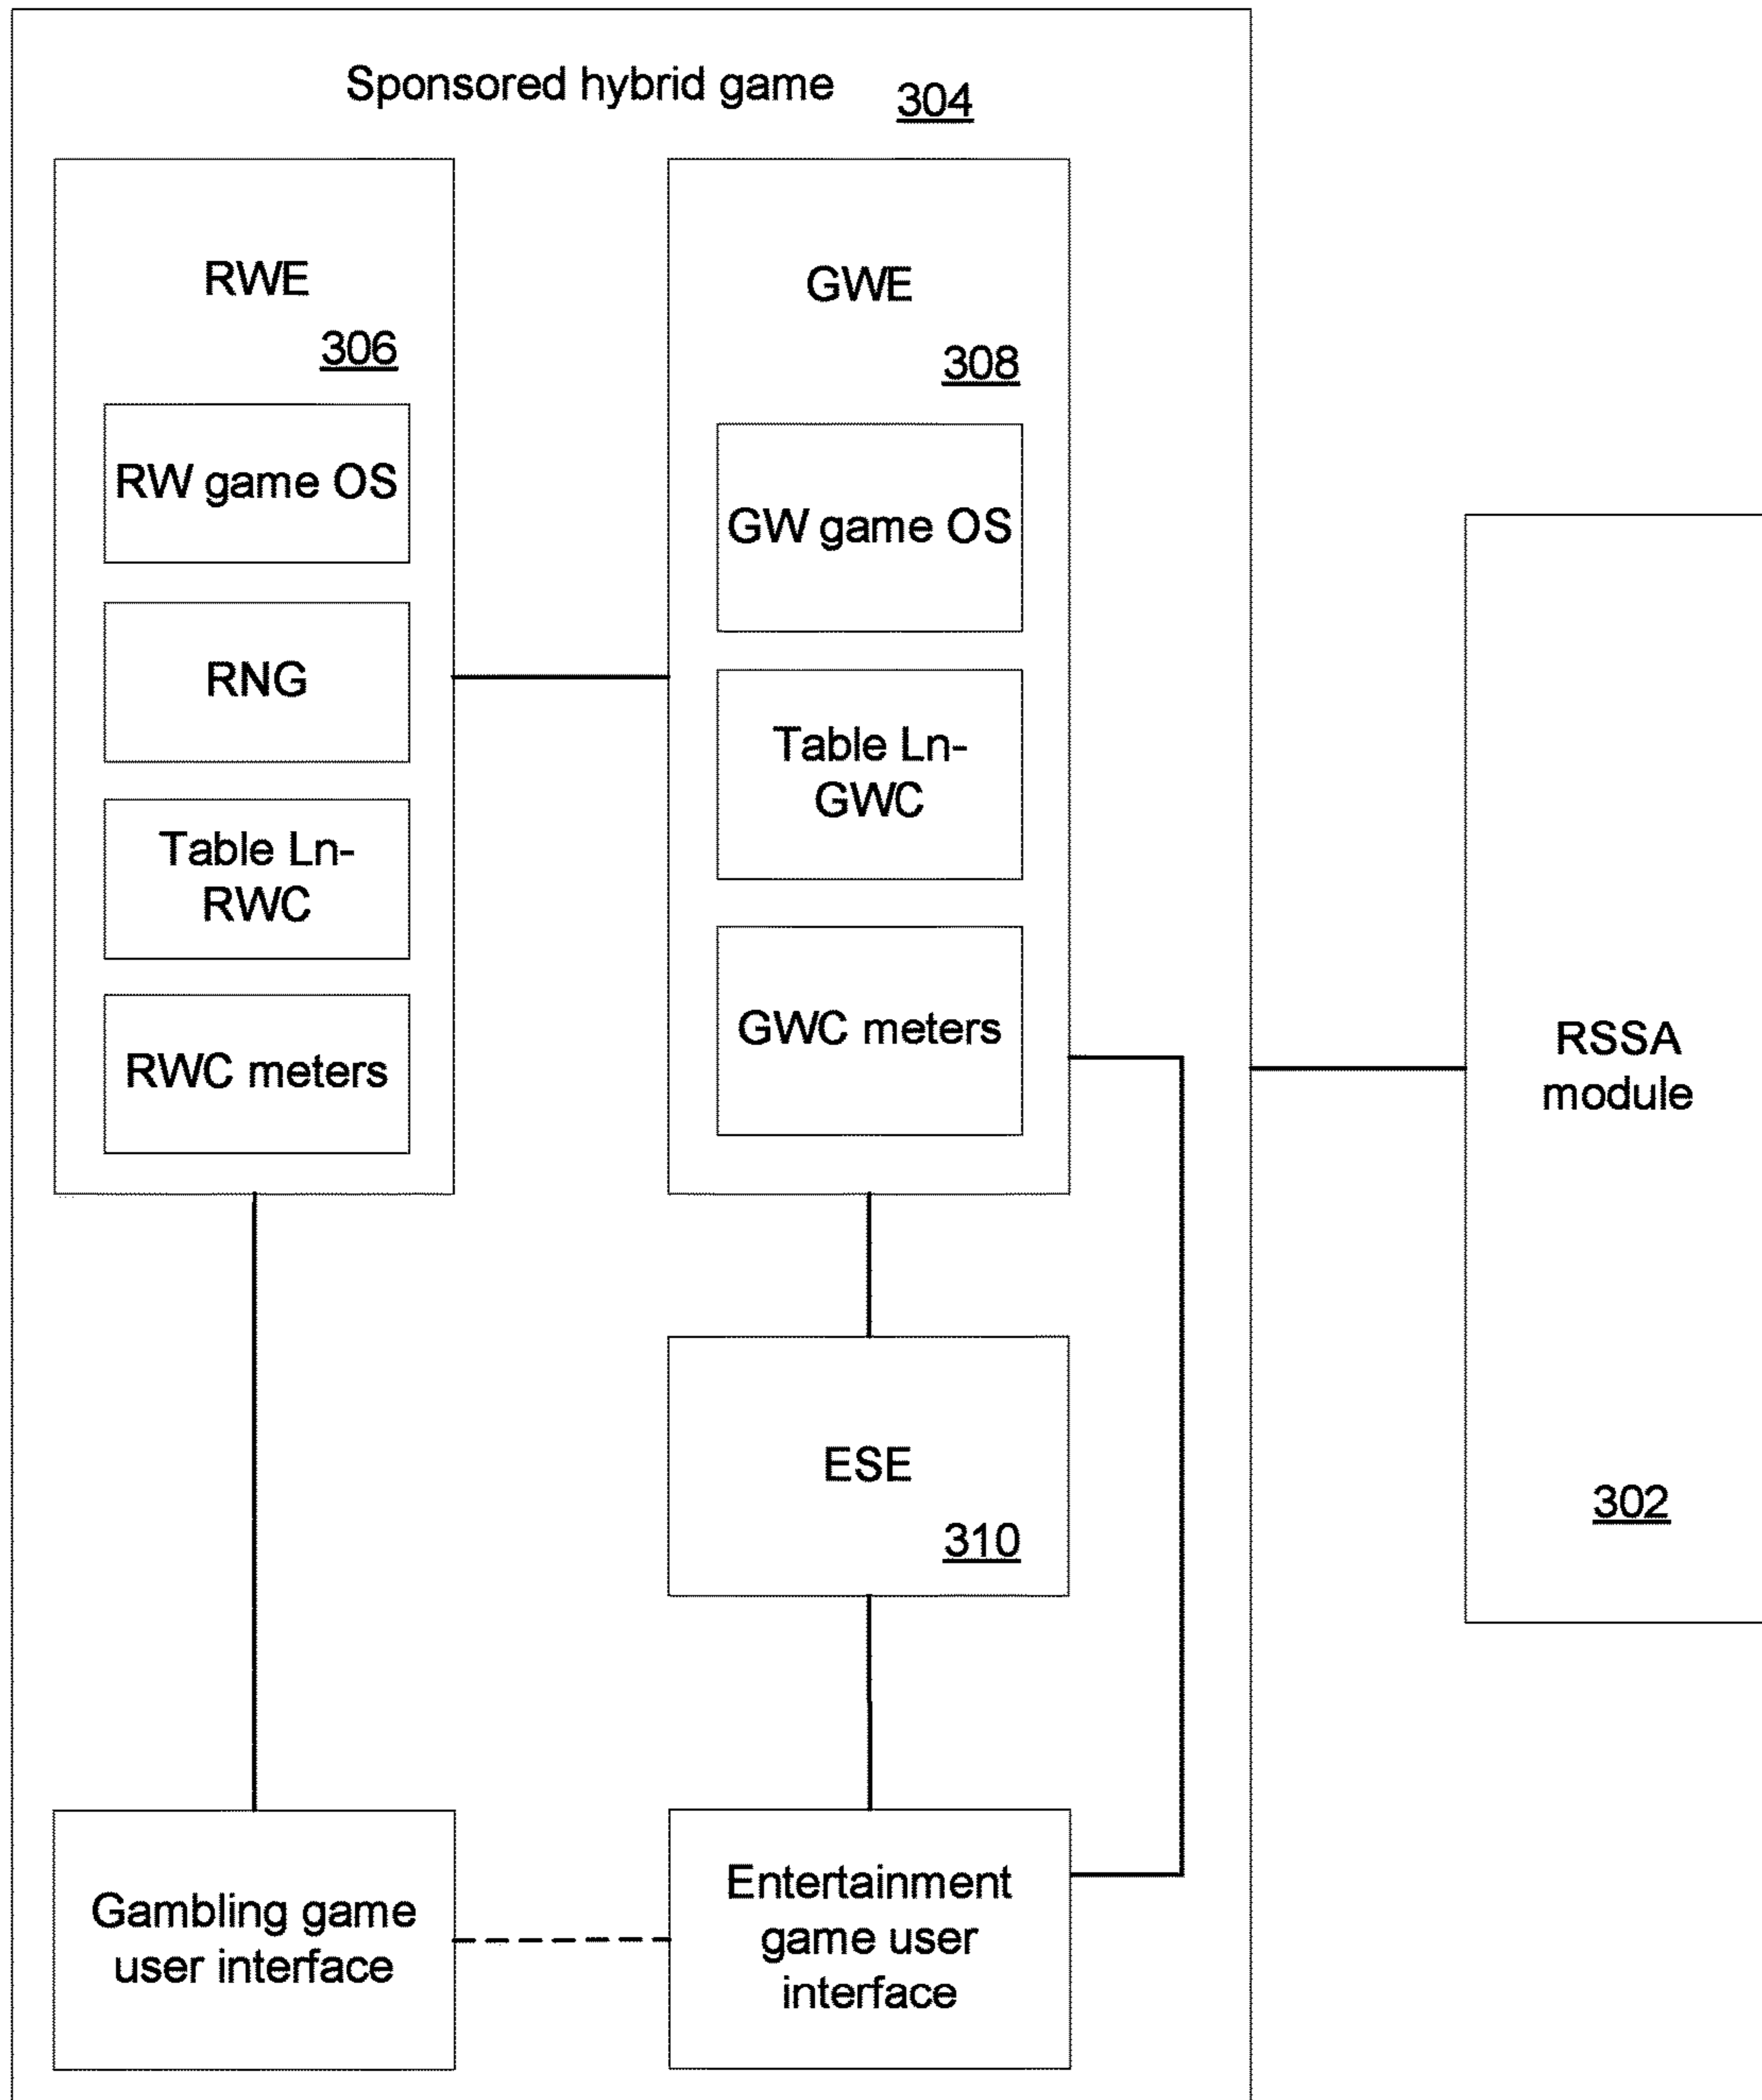 Sponsored hybrid game 304
RWE
306
RW game OS
RNG
Table Ln-
RWC
RWC meters
GWE
308
GW game OS
Table Ln-
GWC
GWC meters
ESE
310
Gambling game
user interface
Entertainment
game user
interface
RSSA
module
302